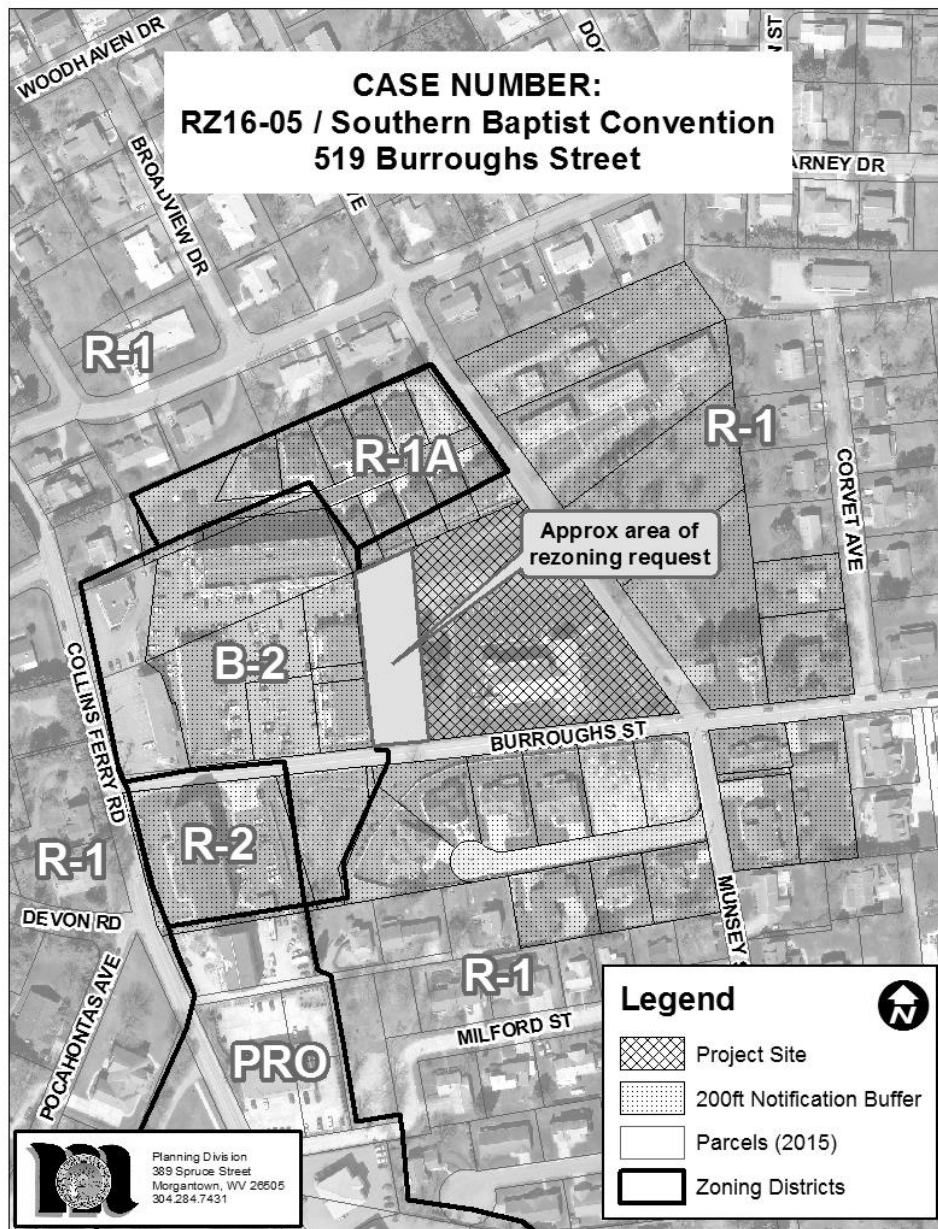 WOODHAVEN DR
CASE NUMBER:
RZ16-05 / Southern Baptist Convention
519 Burroughs Street
BROADVIEW DR
ARNEY DR
R-1
R-1A
R-1
CORVET AVE
Approx area of
rezoning request
B-2
COLLINS FERRY RD
BURROUGHS ST
R-2
R-1
DEVON RD
POCAHONTAS AVE
MUNSEY S
R-1
MILFORD ST
PRO
Legend
N
Project Site
200ft Notification Buffer
Parcels (2015)
Zoning Districts
Planning Division
389 Spruce Street
Morgantown, WV 26505
304.284.7431